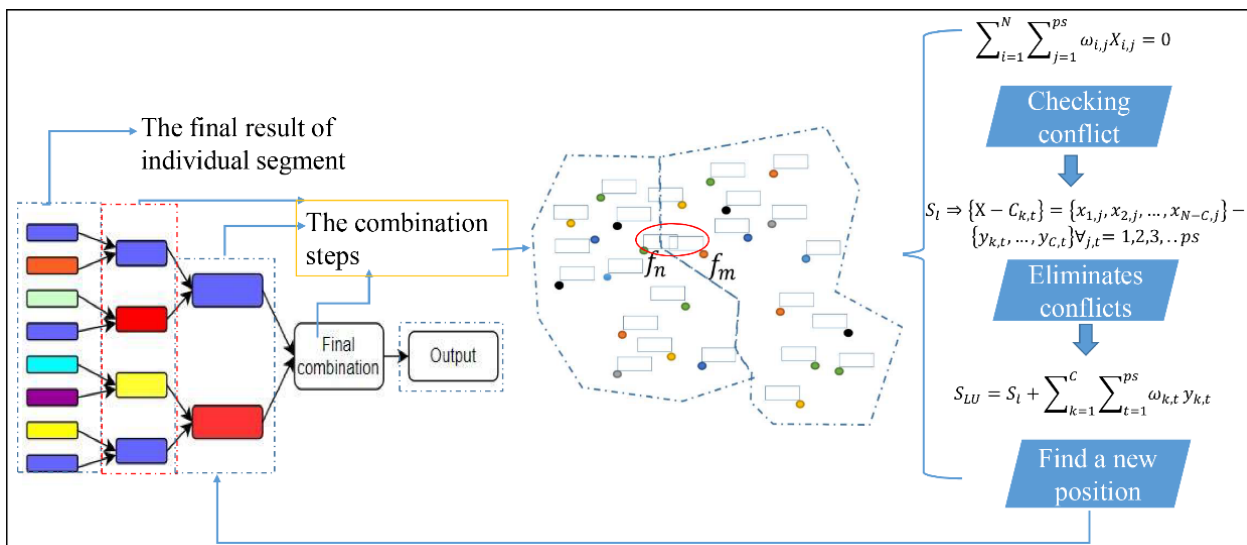 The final result of
individual segment
The combination
steps
Final
combination
Output
fₙ
fₘ
∑_{i=1}^{N} ∑_{j=1}^{ps} ω_{i,j} X_{i,j} = 0
Checking
conflict
S_l ⇒ {X − C_{k,t}} = {x_{1,j}, x_{2,j}, …, x_{N−C,j}} −
{y_{k,t}, …, y_{C,t}}∀_{j,t}= 1,2,3, . . ps
Eliminates
conflicts
S_{LU} = S_l + ∑_{k=1}^{C} ∑_{t=1}^{ps} ω_{k,t} y_{k,t}
Find a new
position